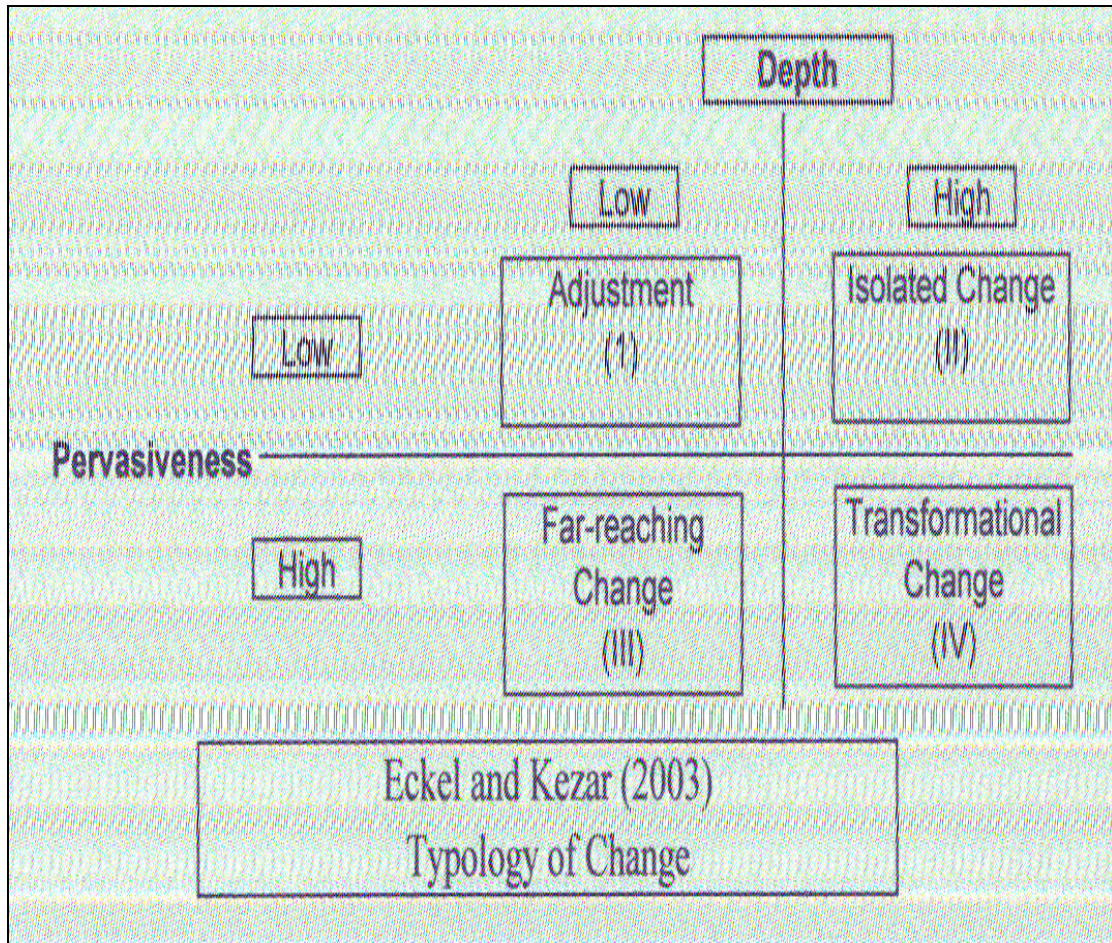 Depth
Low
High
Adjustment
(1)
Isolated Change
(II)
Low
Pervasiveness
High
Far-reaching
Change
(III)
Transformational
Change
(IV)
Eckel and Kezar (2003)
Typology of Change